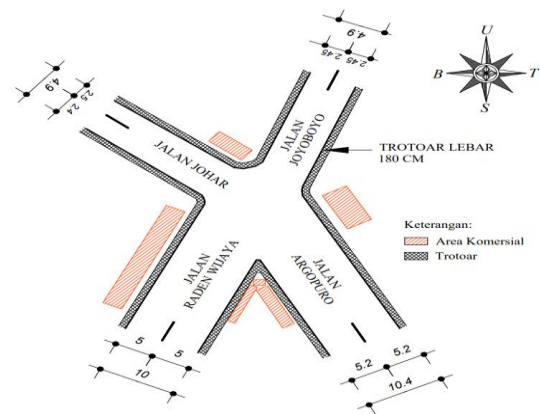 4.9
2.45
2.45
U
B
T
S
4.9
2.5
2.4
JALAN JOHAR
JALAN
JOYOBOYO
TROTOAR LEBAR
180 CM
Keterangan:
Area Komersial
Trotoar
JALAN
RADEN WIJAYA
JALAN
ARGOPURO
5
5
10
5.2
5.2
10.4